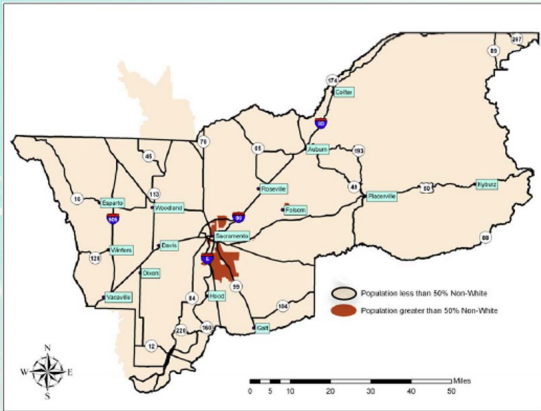 267
89
174
Colfax
80
70
Auburn
193
65
45
Roseville
49
16
113
Placerville
50
Kyburz
Esparto
Woodland
Folsom
505
80
Sacramento
Winters
Davis
88
128
5
Dixon
99
Vacaville
84
Hood
104
Population less than 50% Non-White
Population greater than 50% Non-White
220
160
Galt
12
N
W E
S
Miles
0 5 10 20 30 40 50